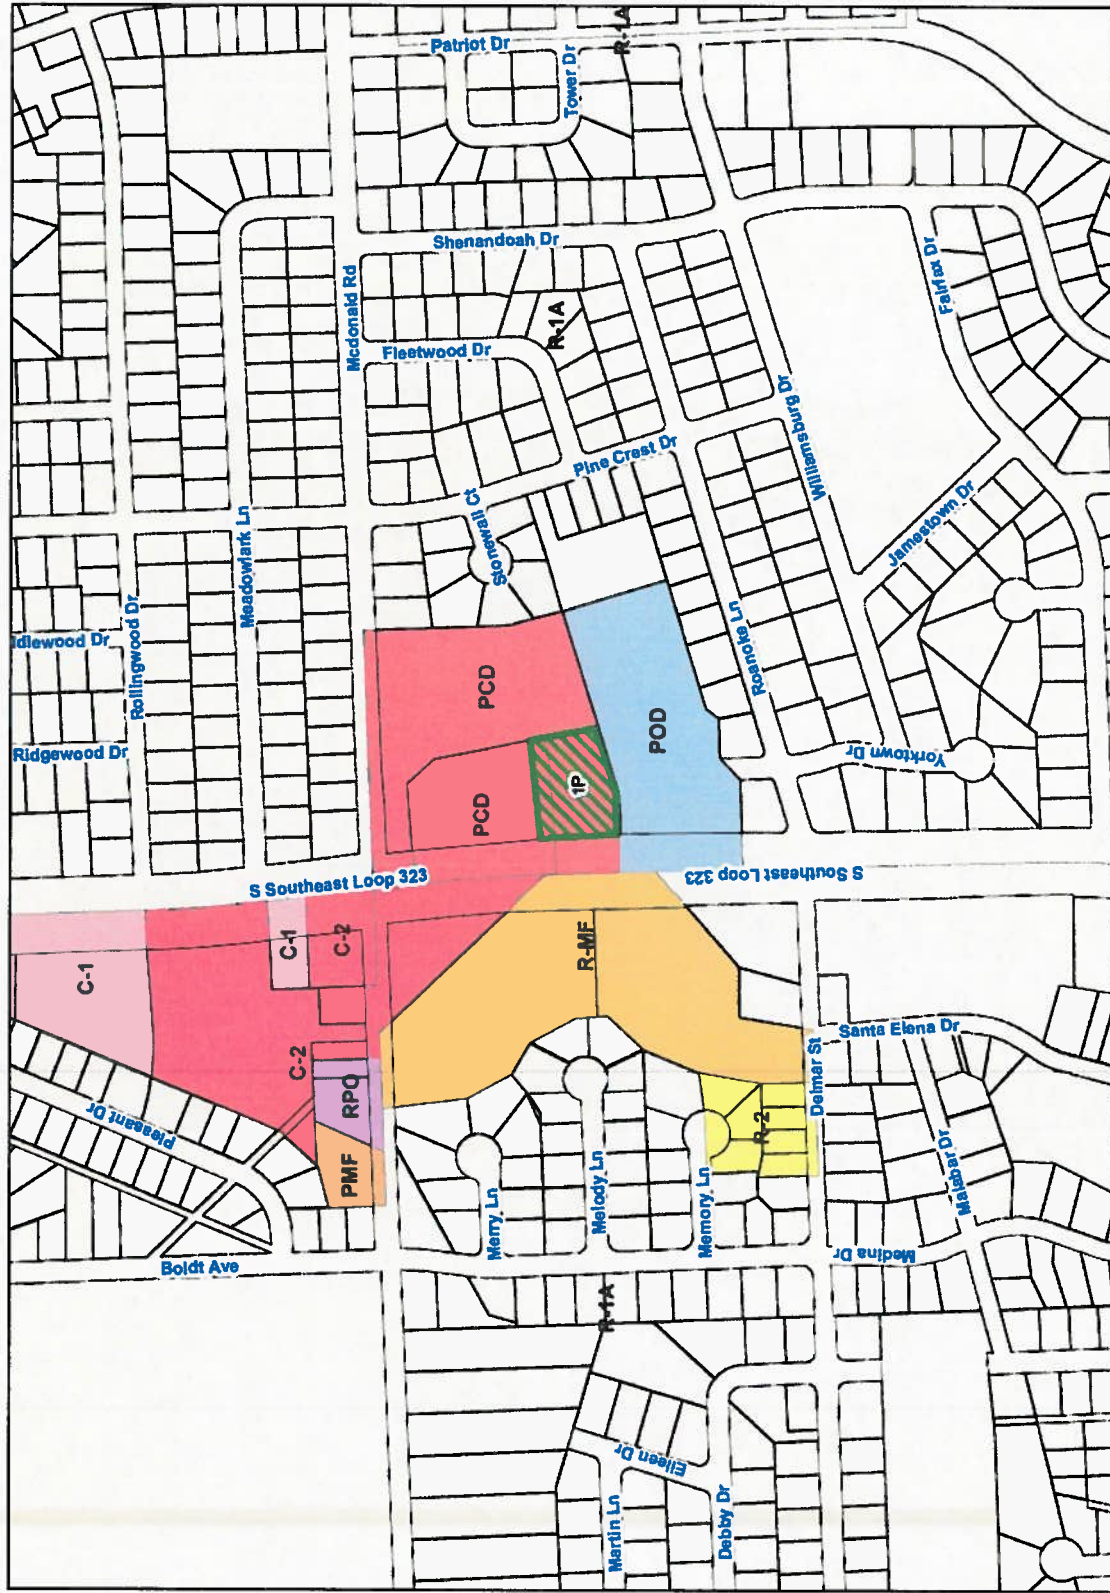 R-1A
Patriot Dr
Tower Dr
Shenandoah Dr
Mcdonald Rd
Fairfax Dr
R-1A
Fleetwood Dr
Williamsburg Dr
Pine Crest Dr
Stonewall Ct
Meadowlark Ln
Jamestown Dr
Rollingwood Dr
Idlewood Dr
Roanoke Ln
PCD
POD
Ridgewood Dr
Yorktown Dr
1P
PCD
S Southeast Loop 323
S Southeast Loop 323
C-1
C-1
C-2
R-MF
Santa Elena Dr
C-2
RPO
Delmar St
Pleasant Dr
R-2
PMF
Malabar Dr
Merry Ln
Melody Ln
Memory Ln
Medina Dr
Boldt Ave
R-1A
Eileen Dr
Martin Ln
Debby Dr